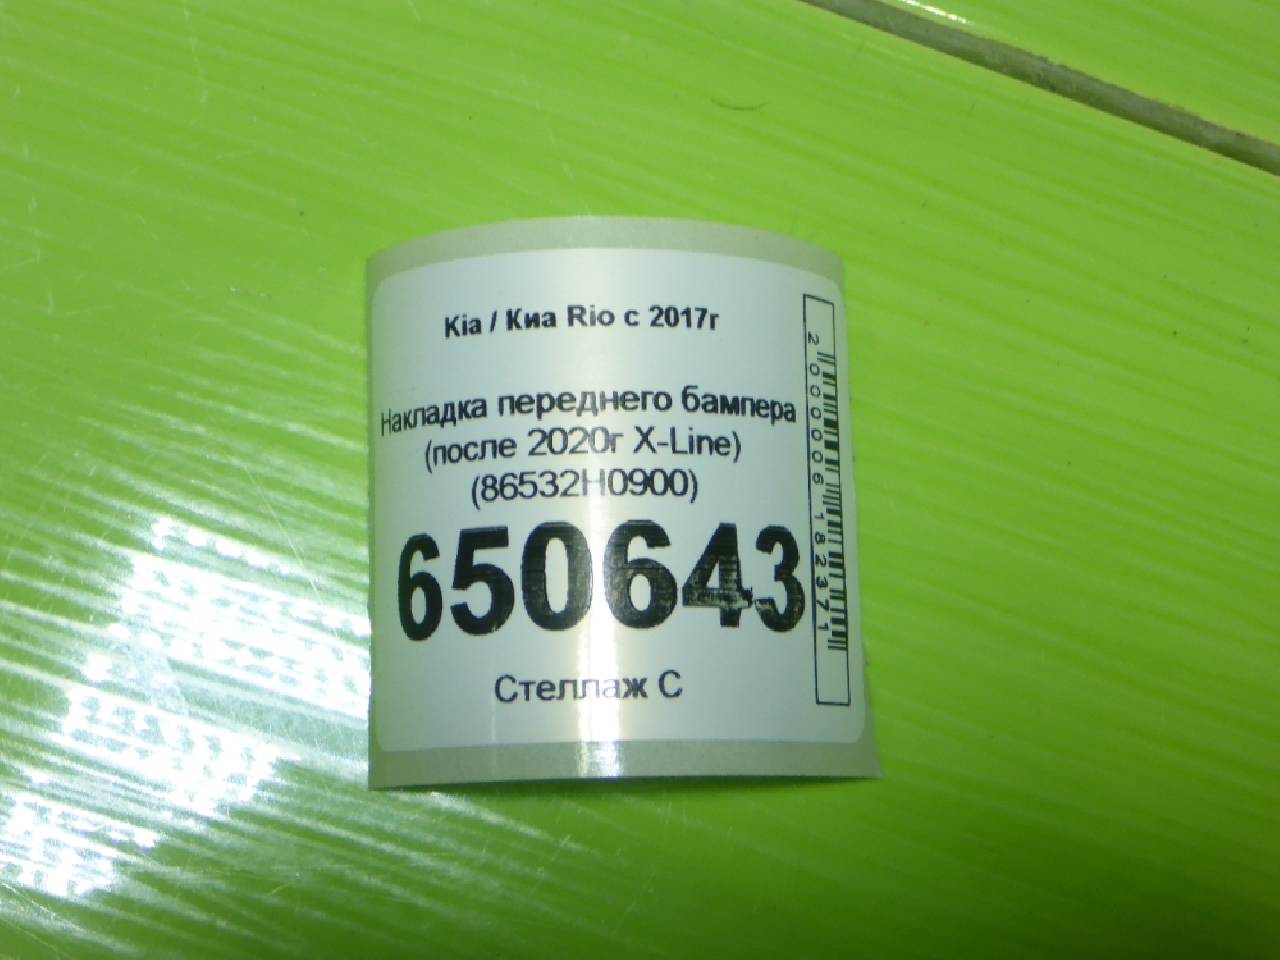 Kia / Киа Rio с 2017г
Накладка переднего бампера
(после 2020г X-Line)
(86532H0900)
650643
Стеллаж С
2000006182371